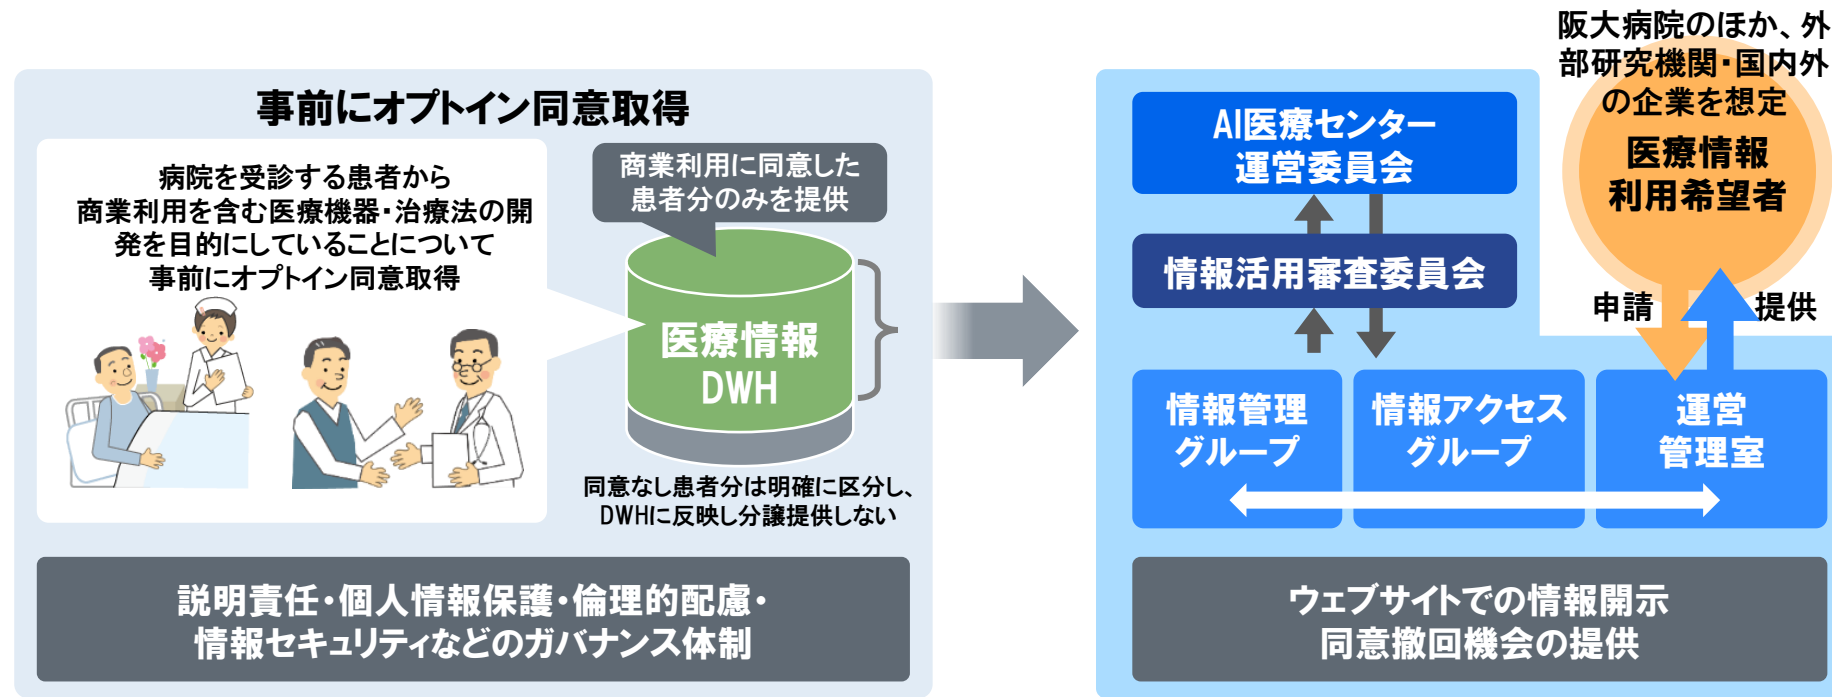 事前にオプトイン同意取得
病院を受診する患者から
商業利用を含む医療機器・治療法の開
発を目的にしていることについて
事前にオプトイン同意取得
商業利用に同意した
患者分のみを提供
医療情報
DWH
同意なし患者分は明確に区分し、
DWHに反映し分譲提供しない
説明責任・個人情報保護・倫理的配慮・
情報セキュリティなどのガバナンス体制
AI医療センター
運営委員会
情報活用審査委員会
阪大病院のほか、外
部研究機関・国内外
の企業を想定
医療情報
利用希望者
申請
提供
情報管理
グループ
情報アクセス
グループ
運営
管理室
ウェブサイトでの情報開示
同意撤回機会の提供